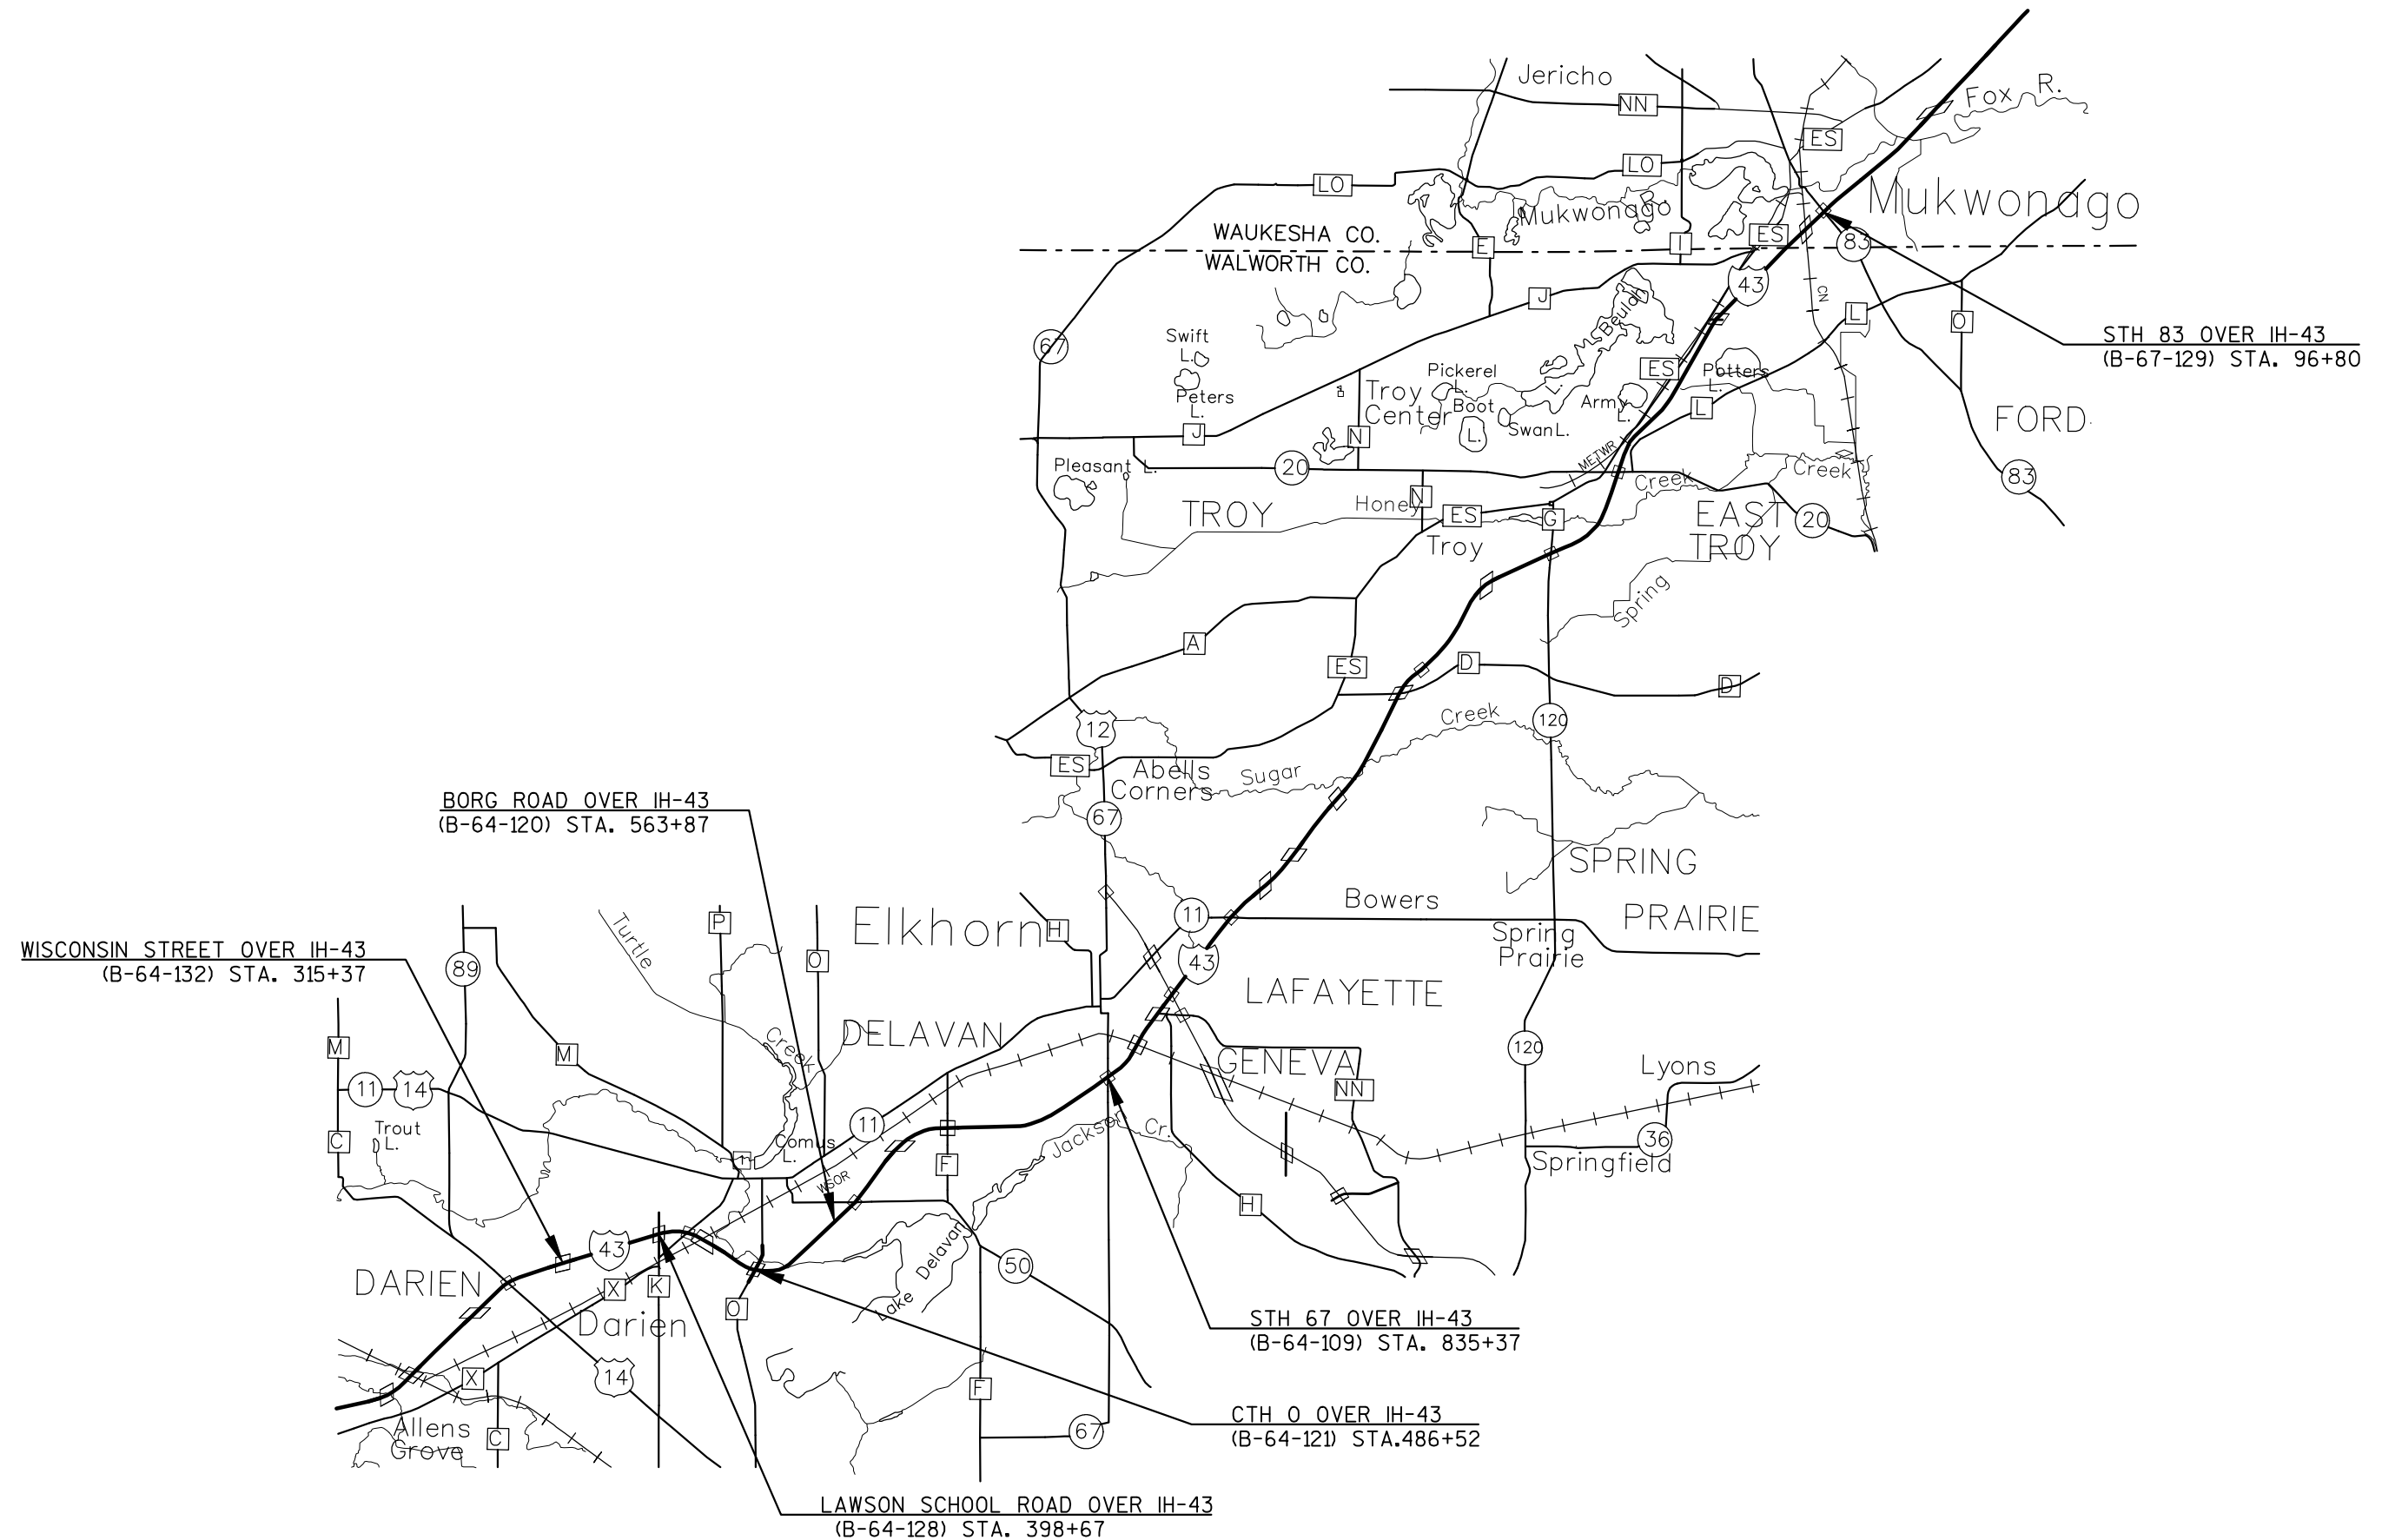 Jericho
NN
Fox R.
ES
LO
LO
Mukwonago R.
Mukwonago
WAUKESHA CO.
WALWORTH CO.
E
I
ES
83
43
J
CN
L
O
STH 83 OVER IH-43
(B-67-129) STA. 96+80
67
Swift
L.
Beulah
L.
ES
Potters
L.
Pickerel
L.
Peters
L.
Troy
Center
Boot
L.
Army
L.
L
FORD
J
N
Swan L.
METWR
Pleasant L.
20
Creek
Creek
83
Honey
N
TROY
ES
G
EAST
TROY
20
Troy
Spring
A
ES
D
D
12
Creek
120
ES
Abells
Corners
Sugar
67
BORG ROAD OVER IH-43
(B-64-120) STA. 563+87
SPRING
PRAIRIE
Bowers
11
P
Turtle
Elkhorn
H
Spring
Prairie
WISCONSIN STREET OVER IH-43
(B-64-132) STA. 315+37
89
O
43
LAFAYETTE
M
M
Creek
DELAVAN
GENEVA
120
Lyons
11
14
NN
C
Trout
L.
Comus
L.
11
Jackson Cr.
36
Springfield
F
WSOR
H
43
Delavan
Lake
50
DARIEN
X
K
O
Darien
STH 67 OVER IH-43
(B-64-109) STA. 835+37
X
14
F
Allens
Grove
C
67
CTH O OVER IH-43
(B-64-121) STA.486+52
LAWSON SCHOOL ROAD OVER IH-43
(B-64-128) STA. 398+67